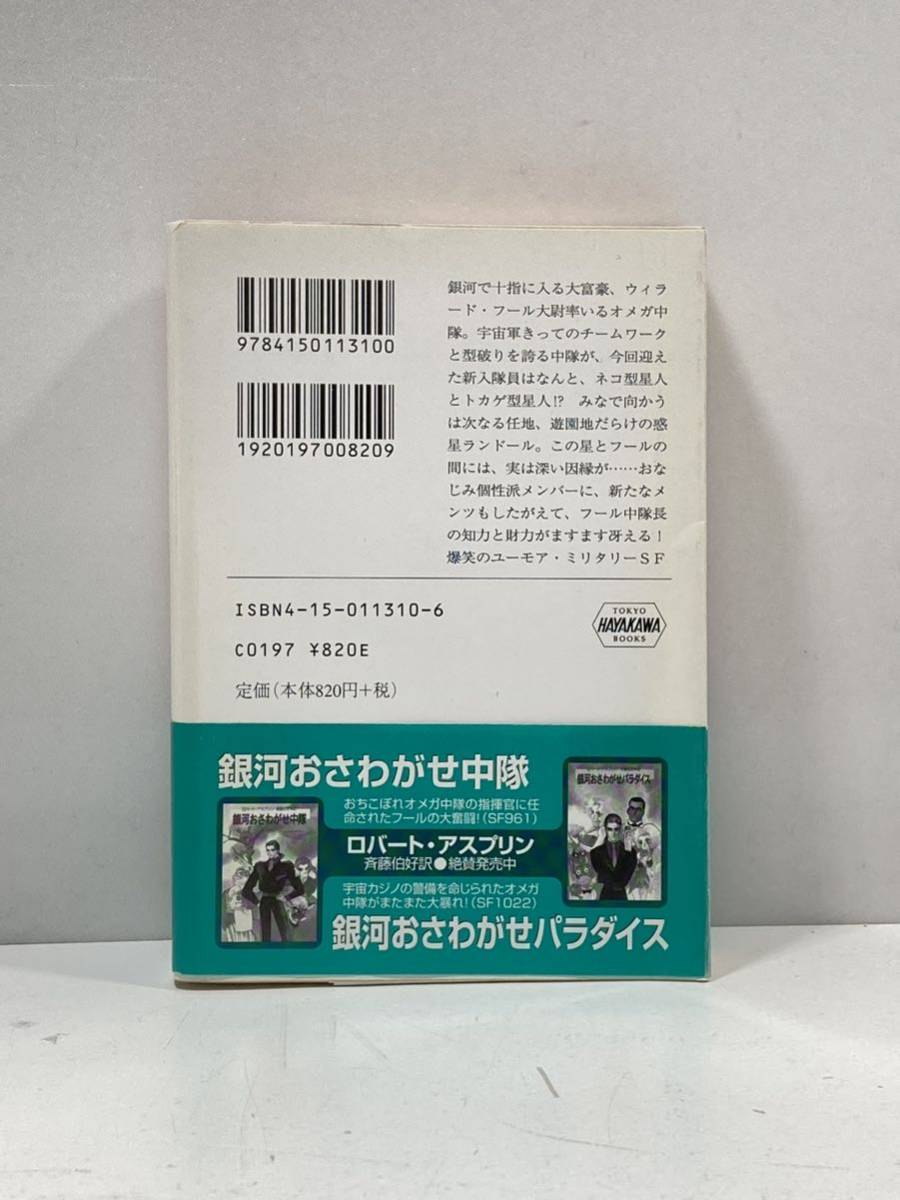 9784150113100
1920197008209
銀河で十指に入る大富豪、ウィラ
ード・フール大尉率いるオメガ中
隊。宇宙軍きってのチームワーク
と型破りを誇る中隊が、今回迎え
た新入隊員はなんと、ネコ型星人
とトカゲ型星人!? みなで向かう
は次なる任地、遊園地だらけの惑
星ランドール。この星とフールの
間には、実は深い因縁が……おな
じみ個性派メンバーに、新たなメ
ンツもしたがえて、フール中隊長
の知力と財力がますます冴える！
爆笑のユーモア・ミリタリーＳＦ
ISBN4-15-011310-6
C0197 ¥820E
定価(本体820円+税)
TOKYO
HAYAKAWA
BOOKS
銀河おさわがせ中隊
おちこぼれオメガ中隊の指揮官に任
命されたフールの大奮闘！(SF961)
銀河おさわがせ中隊
銀河おさわがせパラダイス
ロバート・アスプリン
斉藤伯好訳●絶賛発売中
宇宙カジノの警備を命じられたオメガ
中隊がまたまた大暴れ！(SF1022)
銀河おさわがせパラダイス